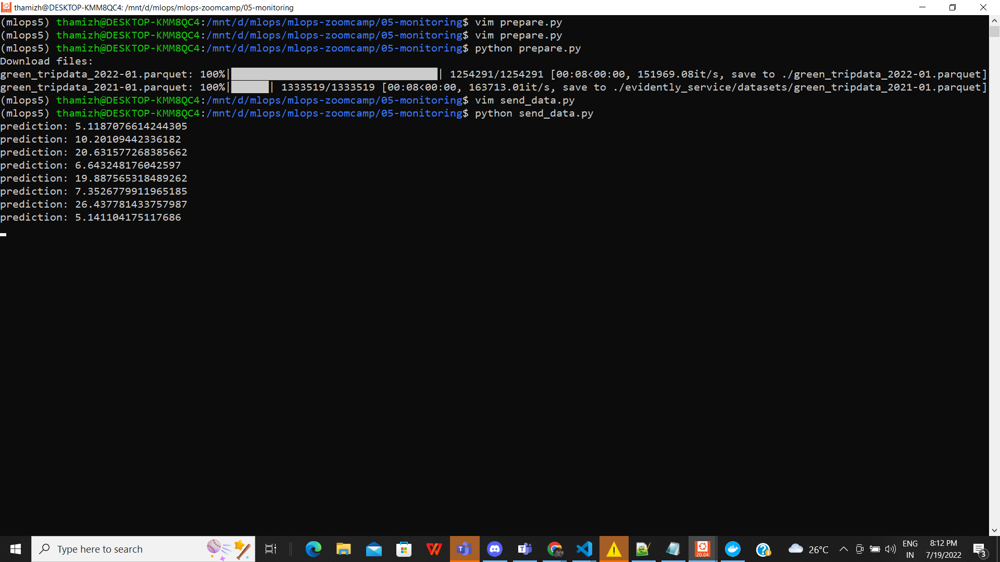 thamizh@DESKTOP-KMM8QC4: /mnt/d/mlops/mlops-zoomcamp/05-monitoring
(mlops5) thamizh@DESKTOP-KMM8QC4:/mnt/d/mlops/mlops-zoomcamp/05-monitoring$ vim prepare.py
(mlops5) thamizh@DESKTOP-KMM8QC4:/mnt/d/mlops/mlops-zoomcamp/05-monitoring$ vim prepare.py
(mlops5) thamizh@DESKTOP-KMM8QC4:/mnt/d/mlops/mlops-zoomcamp/05-monitoring$ python prepare.py
Download files:
green_tripdata_2022-01.parquet: 100%|█████████████████████████████████| 1254291/1254291 [00:08<00:00, 151969.08it/s, save to ./green_tripdata_2022-01.parquet]
green_tripdata_2021-01.parquet: 100%|██████| 1333519/1333519 [00:08<00:00, 163713.01it/s, save to ./evidently_service/datasets/green_tripdata_2021-01.parquet]
(mlops5) thamizh@DESKTOP-KMM8QC4:/mnt/d/mlops/mlops-zoomcamp/05-monitoring$ vim send_data.py
(mlops5) thamizh@DESKTOP-KMM8QC4:/mnt/d/mlops/mlops-zoomcamp/05-monitoring$ python send_data.py
prediction: 5.1187076614244305
prediction: 10.20109442336182
prediction: 20.631577268385662
prediction: 6.643248176042597
prediction: 19.887565318489262
prediction: 7.3526779911965185
prediction: 26.437781433757987
prediction: 5.141104175117686
Type here to search
20.04
26°C
ENG
IN
8:12 PM
7/19/2022
3